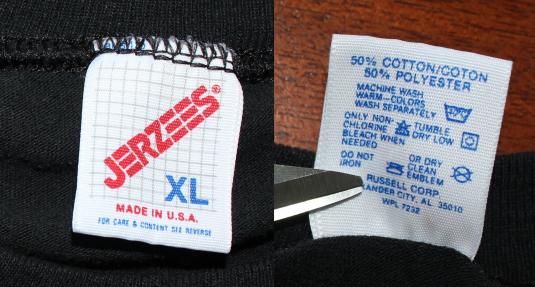 JERZEES®
XL
MADE IN U.S.A.
FOR CARE & CONTENT SEE REVERSE
50% COTTON/COTON
50% POLYESTER
MACHINE WASH
WARM-COLORS
WASH SEPARATELY
ONLY NON-
CHLORINE
BLEACH WHEN
NEEDED
TUMBLE
DRY LOW
DO NOT
IRON
OR DRY
CLEAN
EMBLEM
RUSSELL CORP.
ANDER CITY, AL 35010
WPL 7232